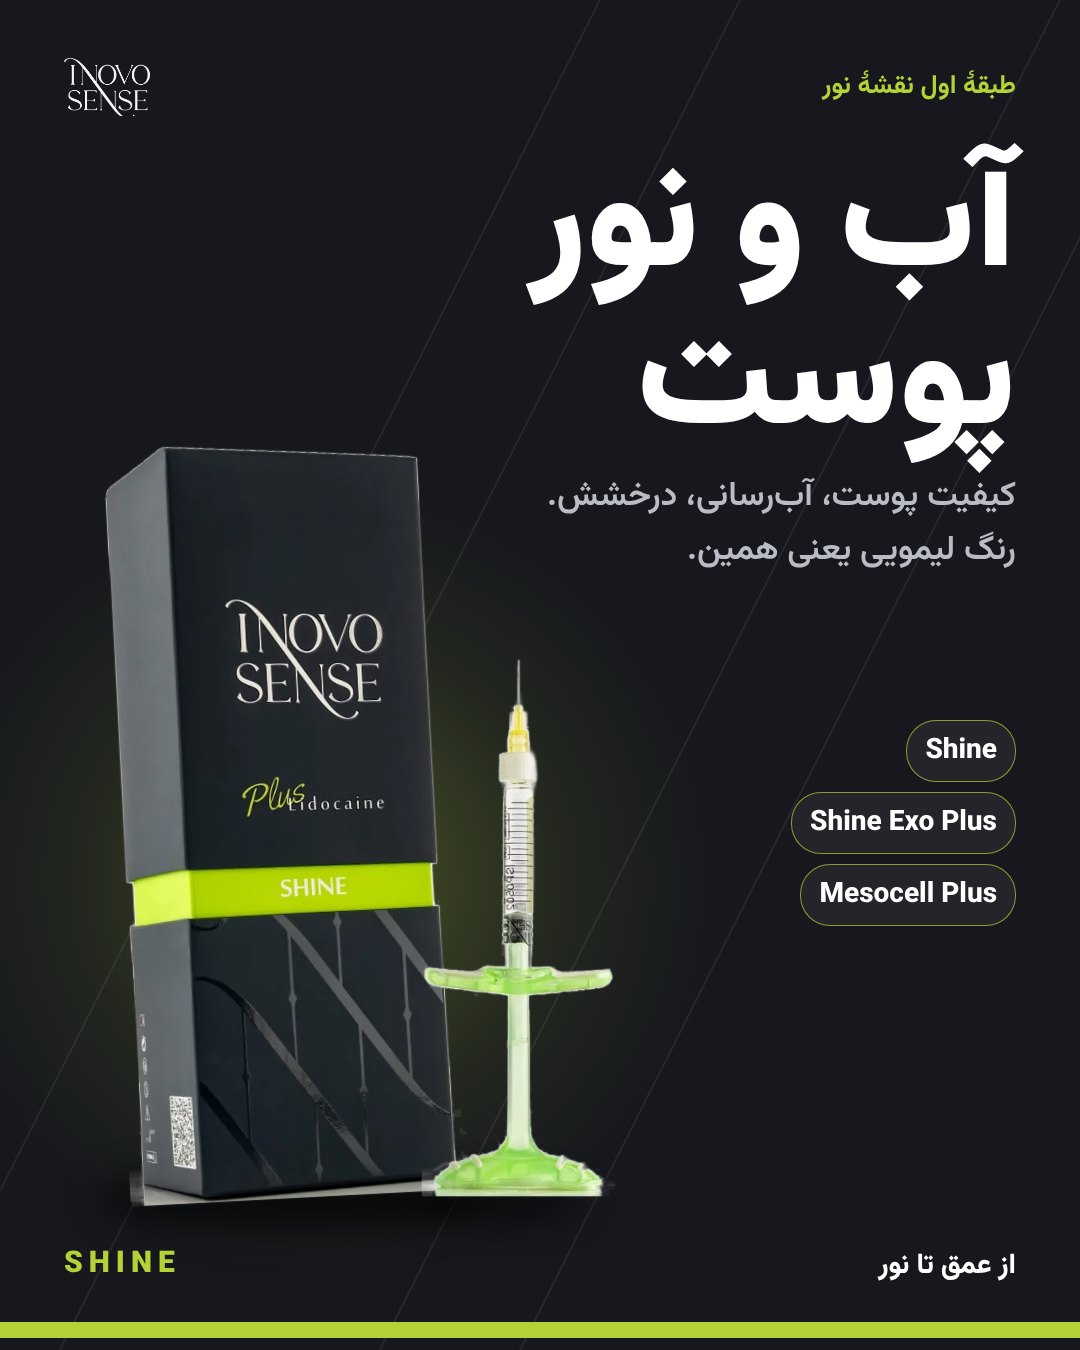 INOVO
SENSE
طبقهٔ اول نقشهٔ نور
آب و نور
پوست
کیفیت پوست، آب‌رسانی، درخشش.
رنگ لیمویی یعنی همین.
INOVO
SENSE
Plus
Lidocaine
SHINE
Shine
Shine Exo Plus
Mesocell Plus
SHINE
از عمق تا نور